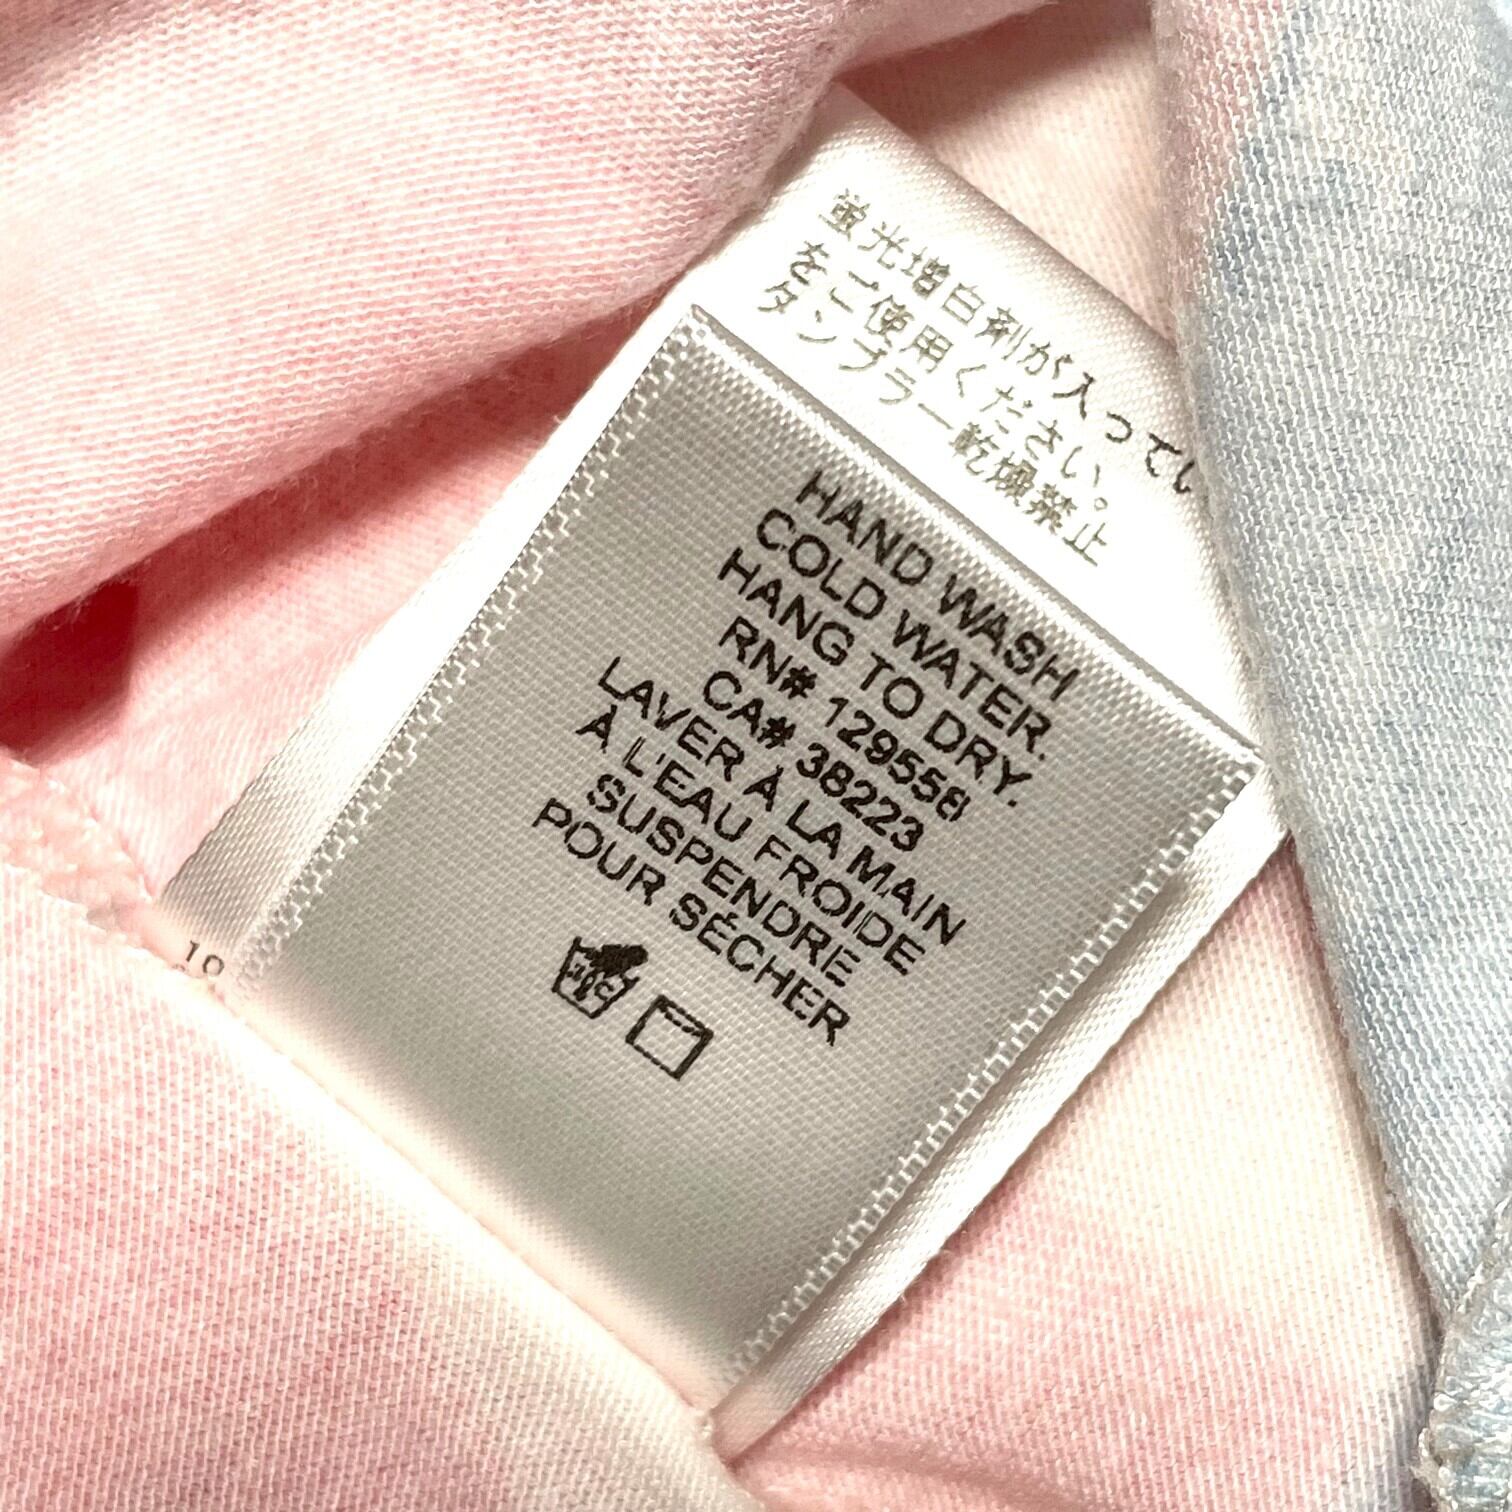 蛍光増白剤が入ってい
をご使用ください。
タンブラー乾燥禁止
HAND WASH
COLD WATER.
HANG TO DRY.
RN# 129558
CA# 38223
LAVER À LA MAIN
À L'EAU FROIDE
SUSPENDRE
POUR SÉCHER